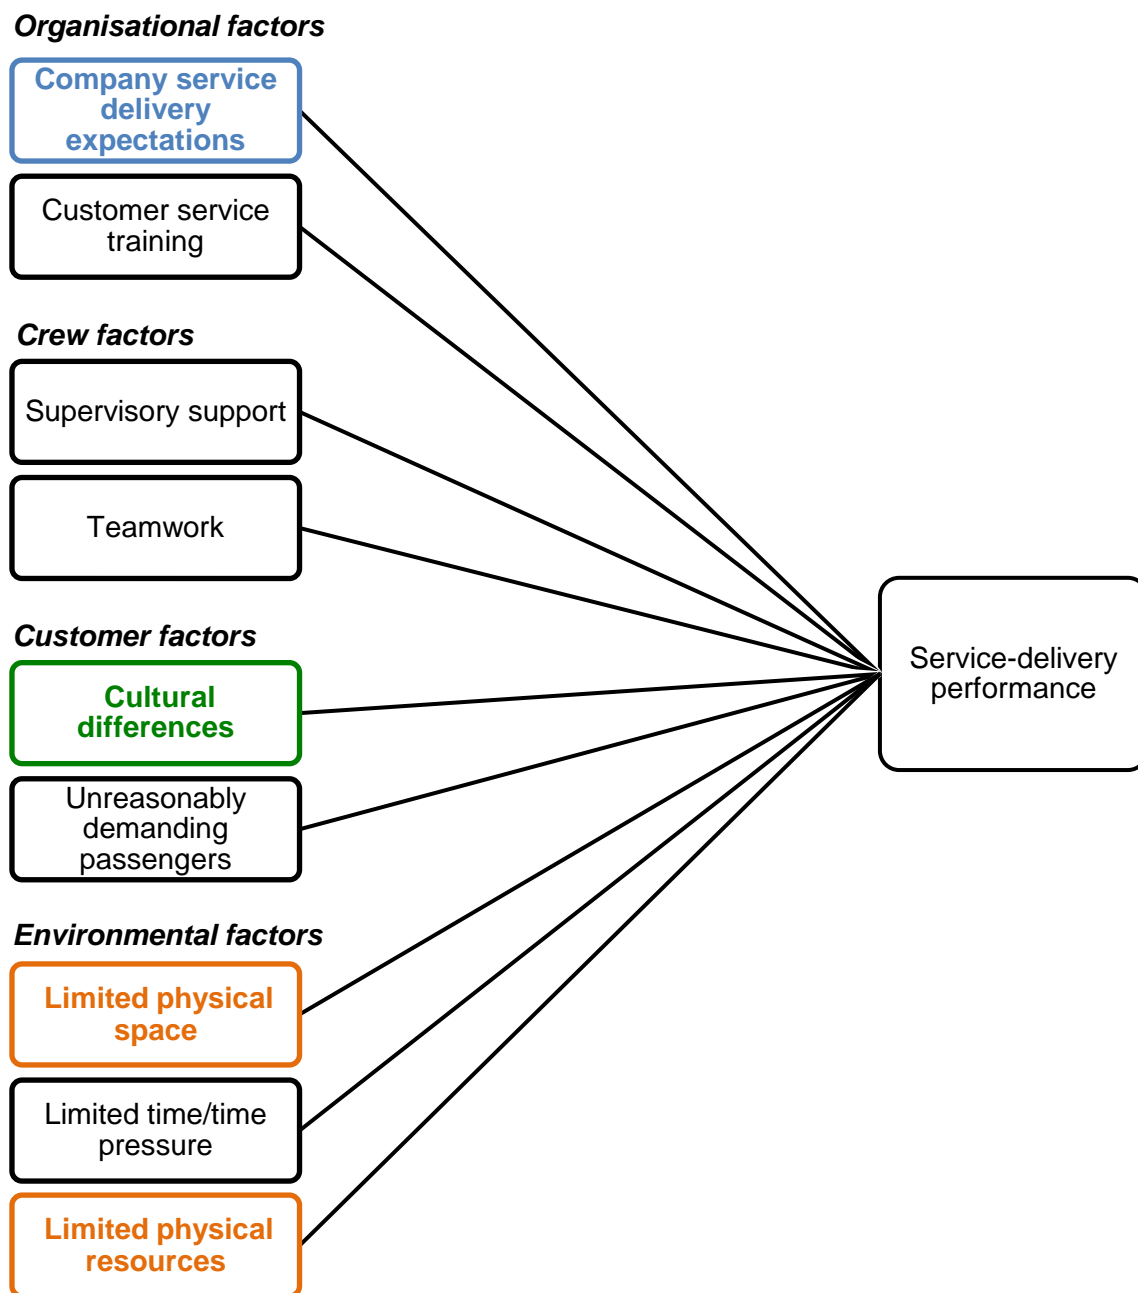 Organisational factors
Company service
delivery
expectations
Customer service
training
Crew factors
Supervisory support
Teamwork
Customer factors
Cultural
differences
Unreasonably
demanding
passengers
Environmental factors
Limited physical
space
Limited time/time
pressure
Limited physical
resources
Service-delivery
performance